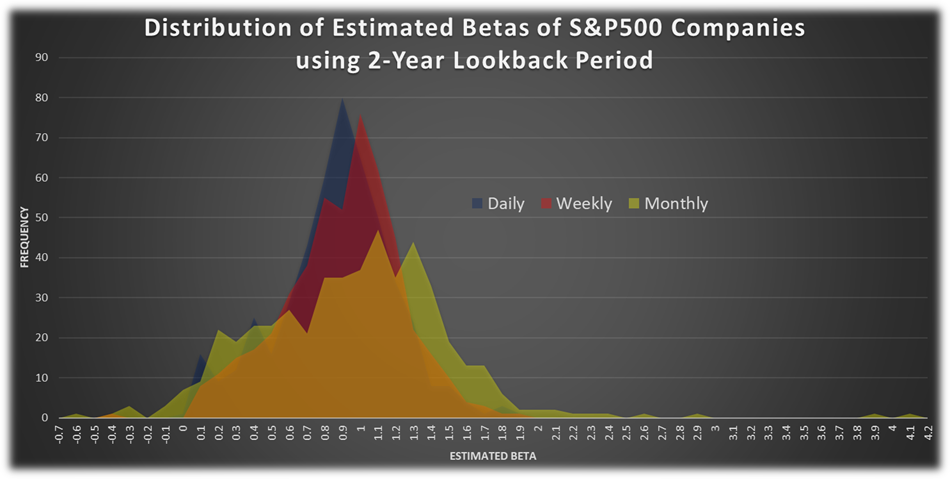 Distribution of Estimated Betas of S&P500 Companies
using 2-Year Lookback Period
90
80
70
60
50
40
30
20
10
0
FREQUENCY
Daily Weekly Monthly
-0.7 -0.6 -0.5 -0.4 -0.3 -0.2 -0.1 0 0.1 0.2 0.3 0.4 0.5 0.6 0.7 0.8 0.9 1 1.1 1.2 1.3 1.4 1.5 1.6 1.7 1.8 1.9 2 2.1 2.2 2.3 2.4 2.5 2.6 2.7 2.8 2.9 3 3.1 3.2 3.3 3.4 3.5 3.6 3.7 3.8 3.9 4 4.1 4.2
ESTIMATED BETA